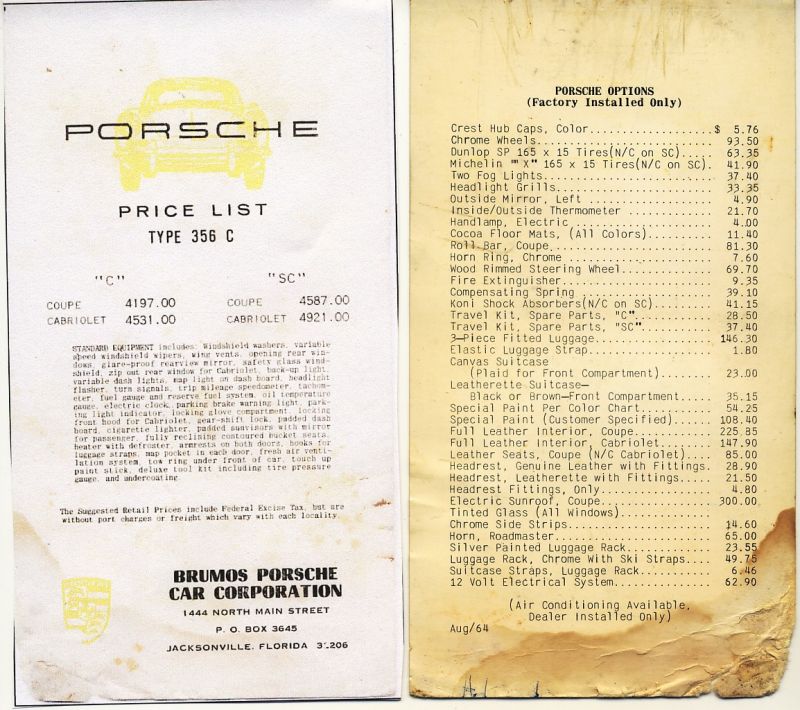 PORSCHE
PRICE LIST
TYPE 356 C
"C"
"SC"
COUPE 4197.00
COUPE 4587.00
CABRIOLET 4531.00
CABRIOLET 4921.00
STANDARD EQUIPMENT includes: Windshield washers, variable
speed windshield wipers, wing vents, opening rear win-
dows, glare-proof rearview mirror, safety glass wind-
shield, zip out rear window for Cabriolet, back-up light,
variable dash lights, map light on dash board, headlight
flasher, turn signals, trip mileage speedometer, tachom-
eter, fuel gauge and reserve fuel system, oil temperature
gauge, electric clock, parking brake warning light, park-
ing light indicator, locking glove compartment, locking
front hood for Cabriolet, gear-shift lock, padded dash
board, cigarette lighter, padded sunvisors with mirror
for passenger, fully reclining contoured bucket seats,
heater with defroster, armrests on both doors, hooks for
luggage straps, map pocket in each door, fresh air venti-
lation system, tow ring under front of car, touch up
paint stick, deluxe tool kit including tire pressure
gauge, and undercoating.
The Suggested Retail Prices include Federal Excise Tax, but are
without port charges or freight which vary with each locality.
BRUMOS PORSCHE
CAR CORPORATION
1444 NORTH MAIN STREET
P. O. BOX 3645
JACKSONVILLE, FLORIDA
PORSCHE OPTIONS
(Factory Installed Only)
Crest Hub Caps, Color..................$ 5.76
Chrome Wheels......................... 93.50
Dunlop SP 165 x 15 Tires(N/C on SC)..... 63.35
Michelin "X" 165 x 15 Tires(N/C on SC). 41.90
Two Fog Lights......................... 37.40
Headlight Grills....................... 33.35
Outside Mirror, Left .................. 4.90
Inside/Outside Thermometer ............ 21.70
Handlamp, Electric .................... 4.00
Cocoa Floor Mats, (All Colors)......... 11.40
Roll Bar, Coupe........................ 81.30
Horn Ring, Chrome ..................... 7.60
Wood Rimmed Steering Wheel............. 69.70
Fire Extinguisher...................... 9.35
Compensating Spring ................... 39.10
Koni Shock Absorbers(N/C on SC)........ 41.15
Travel Kit, Spare Parts, "C"........... 28.50
Travel Kit, Spare Parts, "SC".......... 37.40
3-Piece Fitted Luggage................. 146.30
Elastic Luggage Strap.................. 1.80
Canvas Suitcase
(Plaid for Front Compartment)....... 23.00
Leatherette Suitcase—
Black or Brown—Front Compartment.... 35.15
Special Paint Per Color Chart.......... 54.25
Special Paint (Customer Specified)..... 108.40
Full Leather Interior, Coupe........... 225.85
Full Leather Interior, Cabriolet....... 147.90
Leather Seats, Coupe (N/C Cabriolet)... 85.00
Headrest, Genuine Leather with Fittings. 28.90
Headrest, Leatherette with Fittings..... 21.50
Headrest Fittings, Only................ 4.80
Electric Sunroof, Coupe................ 300.00
Tinted Glass (All Windows)
Chrome Side Strips..................... 14.60
Horn, Roadmaster....................... 65.00
Silver Painted Luggage Rack............ 23.55
Luggage Rack, Chrome With Ski Straps.... 49.75
Suitcase Straps, Luggage Rack.......... 6.46
12 Volt Electrical System.............. 62.90
(Air Conditioning Available,
Dealer Installed Only)
Aug/64